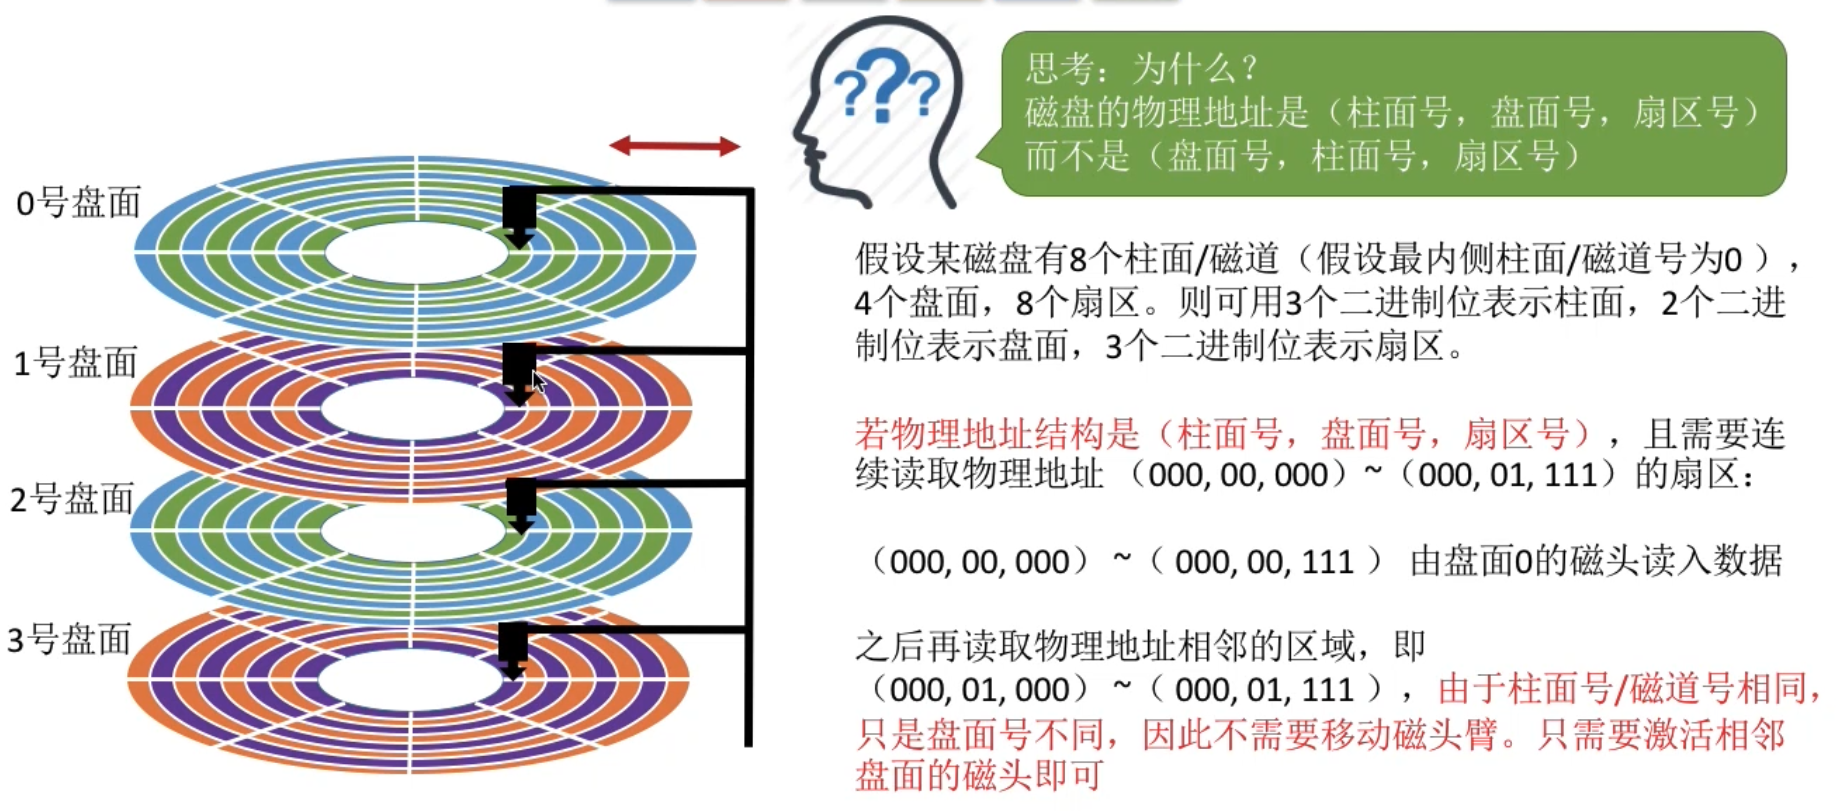 ???
思考：为什么？
磁盘的物理地址是（柱面号，盘面号，扇区号）
而不是（盘面号，柱面号，扇区号）
0号盘面
1号盘面
2号盘面
3号盘面
假设某磁盘有8个柱面/磁道（假设最内侧柱面/磁道号为0 ），
4个盘面，8个扇区。则可用3个二进制位表示柱面，2个二进
制位表示盘面，3个二进制位表示扇区。
若物理地址结构是（柱面号，盘面号，扇区号），且需要连
续读取物理地址 （000, 00, 000）~（000, 01, 111）的扇区：
（000, 00, 000） ~（ 000, 00, 111 ） 由盘面0的磁头读入数据
之后再读取物理地址相邻的区域，即
（000, 01, 000） ~（ 000, 01, 111 ），由于柱面号/磁道号相同，
只是盘面号不同，因此不需要移动磁头臂。只需要激活相邻
盘面的磁头即可